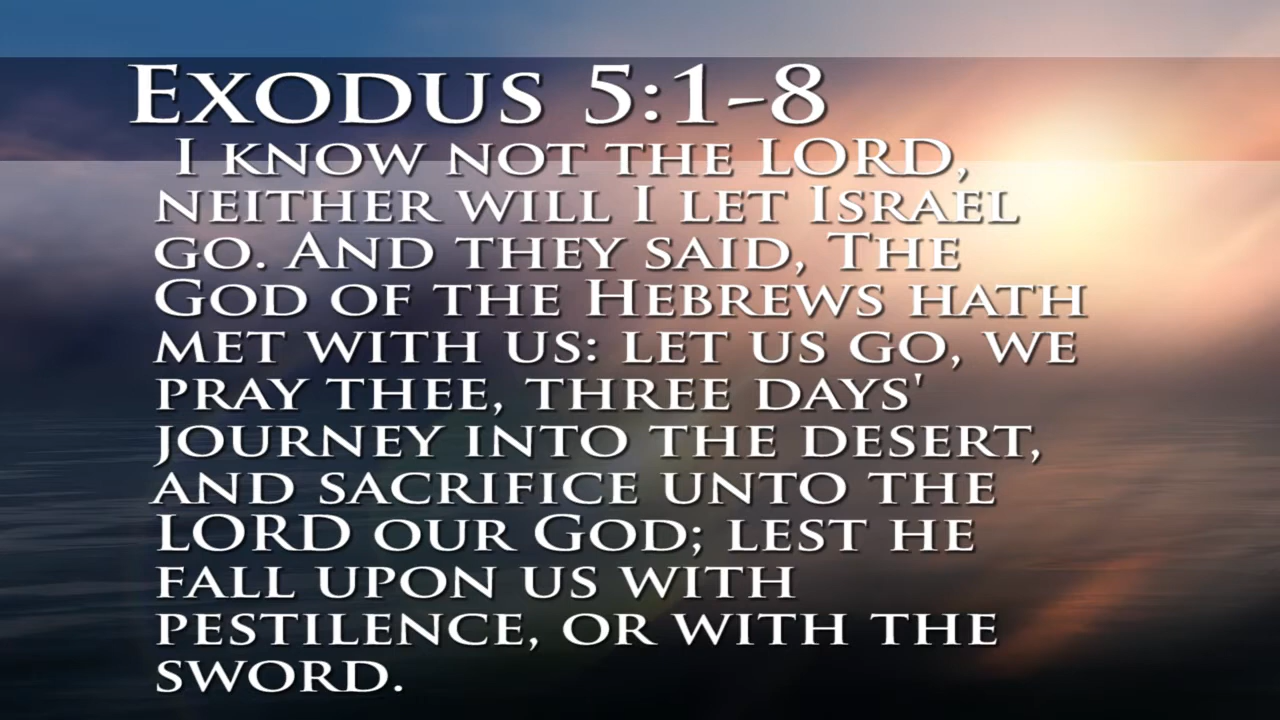 Exodus 5:1-8
I know not the LORD,
neither will I let Israel
go. And they said, The
God of the Hebrews hath
met with us: let us go, we
pray thee, three days'
journey into the desert,
and sacrifice unto the
LORD our God; lest he
fall upon us with
pestilence, or with the
sword.